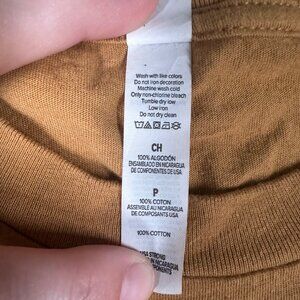 Wash with like colors
Do not iron decoration
Machine wash cold
Only non-chlorine bleach
Tumble dry low
Low iron
Do not dry clean
CH
100% ALGODÓN
ENSAMBLADO EN NICARAGUA
DE COMPONENTES DE USA
P
100% COTTON
ASSEMBLÉ AU NICARAGUA
DE COMPOSANTS USA
100% COTTON
USA STRONG